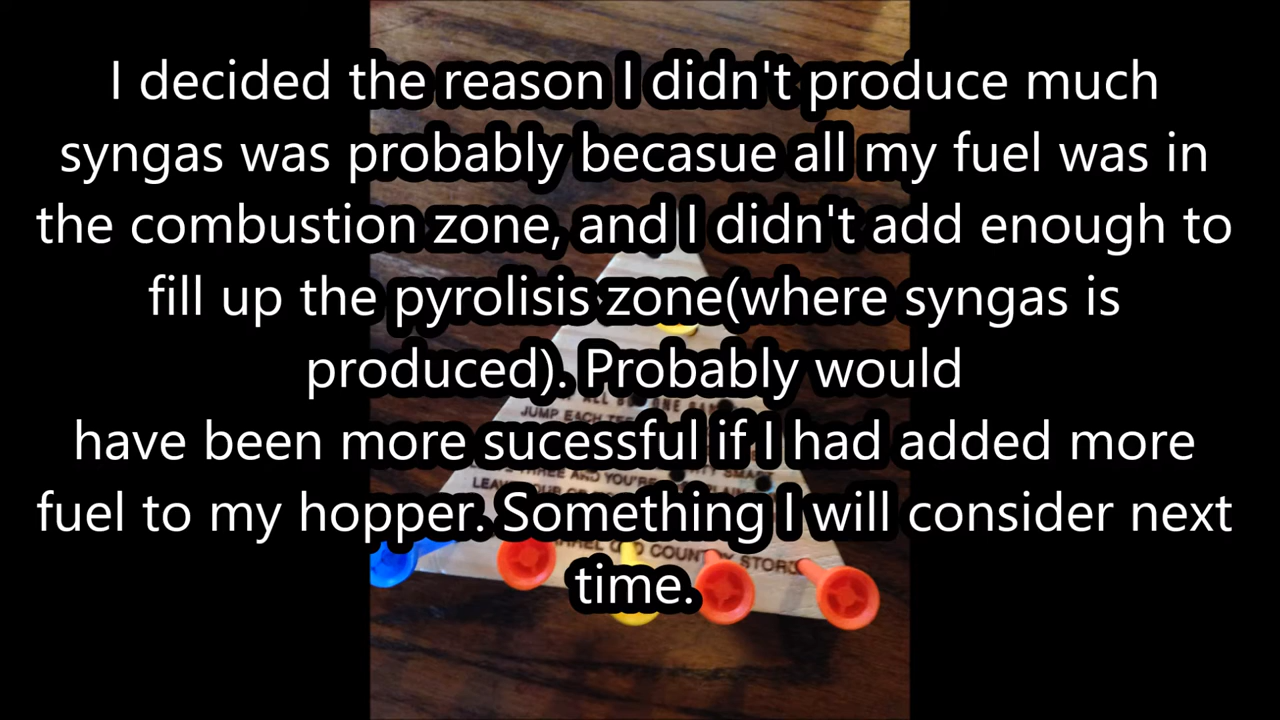 I decided the reason I didn't produce much
syngas was probably becasue all my fuel was in
the combustion zone, and I didn't add enough to
fill up the pyrolisis zone(where syngas is
produced). Probably would
have been more sucessful if I had added more
fuel to my hopper. Something I will consider next
time.
JUMP EACH
COUNTRY STORE